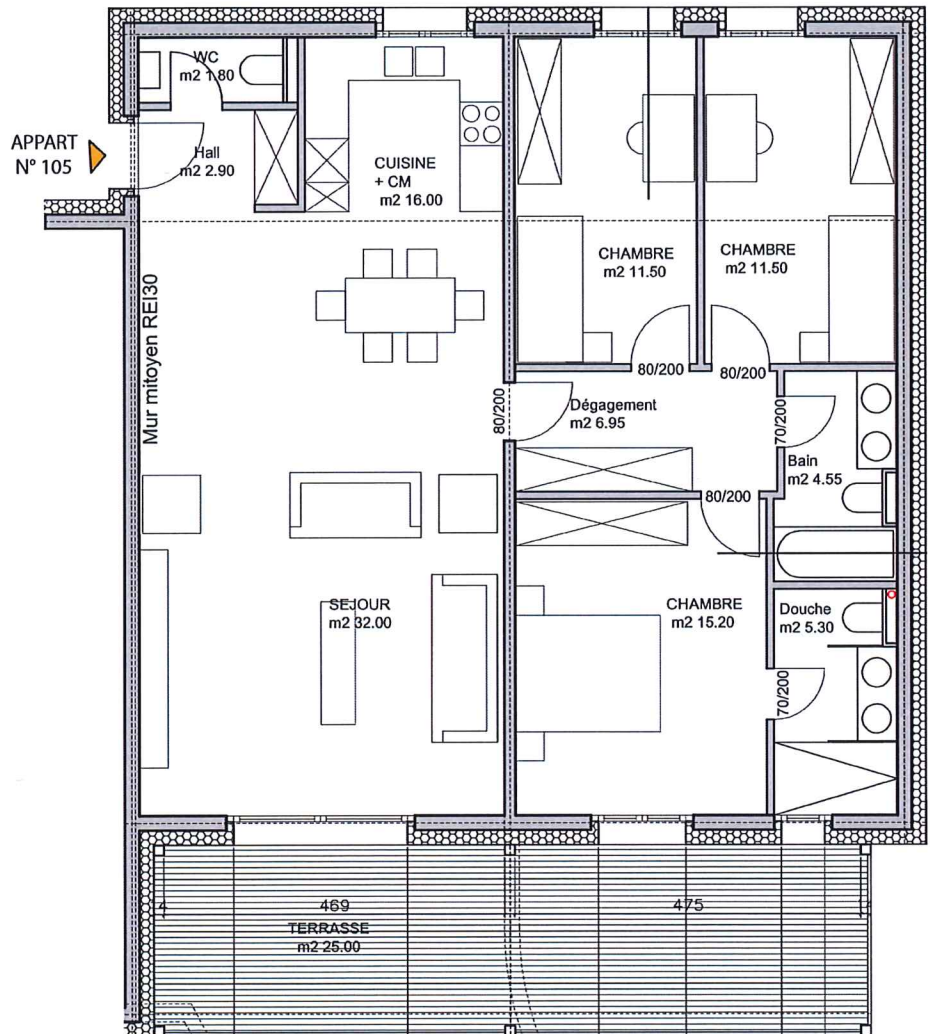 WC
m2 1.80
APPART
N° 105
Hall
m2 2.90
CUISINE
+ CM
m2 16.00
CHAMBRE
m2 11.50
CHAMBRE
m2 11.50
Mur mitoyen REI30
80/200
80/200
80/200
Dégagement
m2 6.95
70/200
Bain
m2 4.55
80/200
SEJOUR
m2 32.00
CHAMBRE
m2 15.20
Douche
m2 5.30
70/200
4
469
475
TERRASSE
m2 25.00